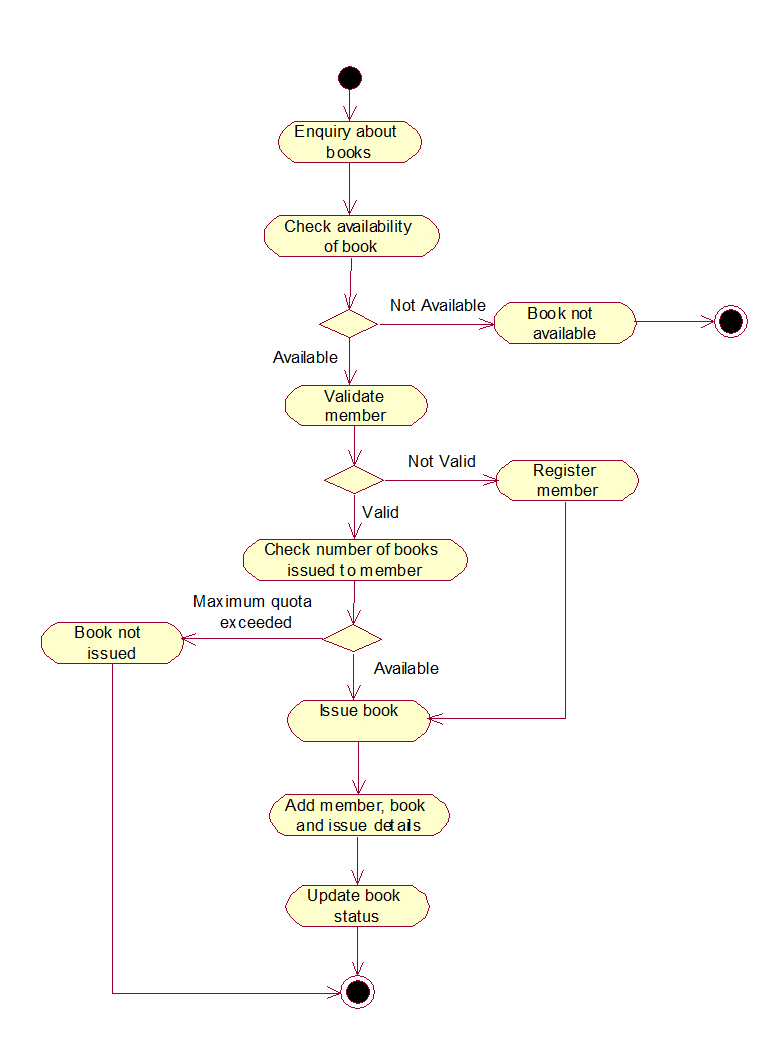 Enquiry about
books
Check availability
of book
Not Available
Book not
available
Available
Validate
member
Not Valid
Register
member
Valid
Check number of books
issued to member
Maximum quota
exceeded
Book not
issued
Available
Issue book
Add member, book
and issue details
Update book
status